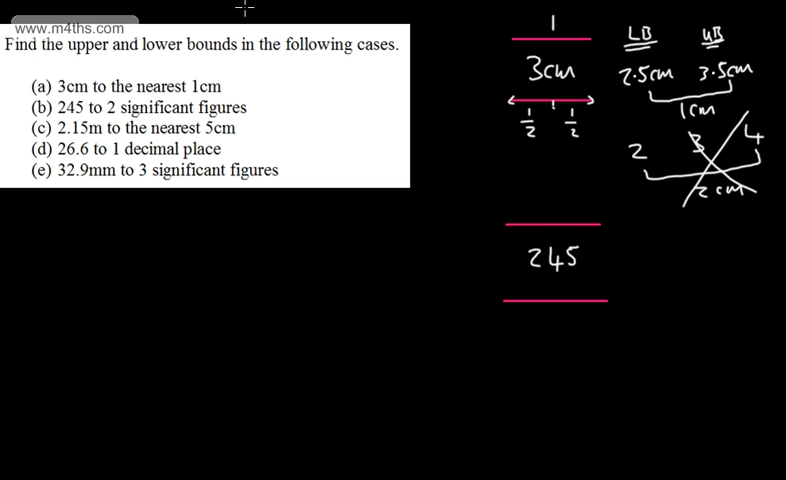 www.m4ths.com
Find the upper and lower bounds in the following cases.
(a) 3cm to the nearest 1cm
(b) 245 to 2 significant figures
(c) 2.15m to the nearest 5cm
(d) 26.6 to 1 decimal place
(e) 32.9mm to 3 significant figures
1
LB UB
3cm 2.5cm 3.5cm
1cm
1/2 1/2
2 3 4
2cm
245